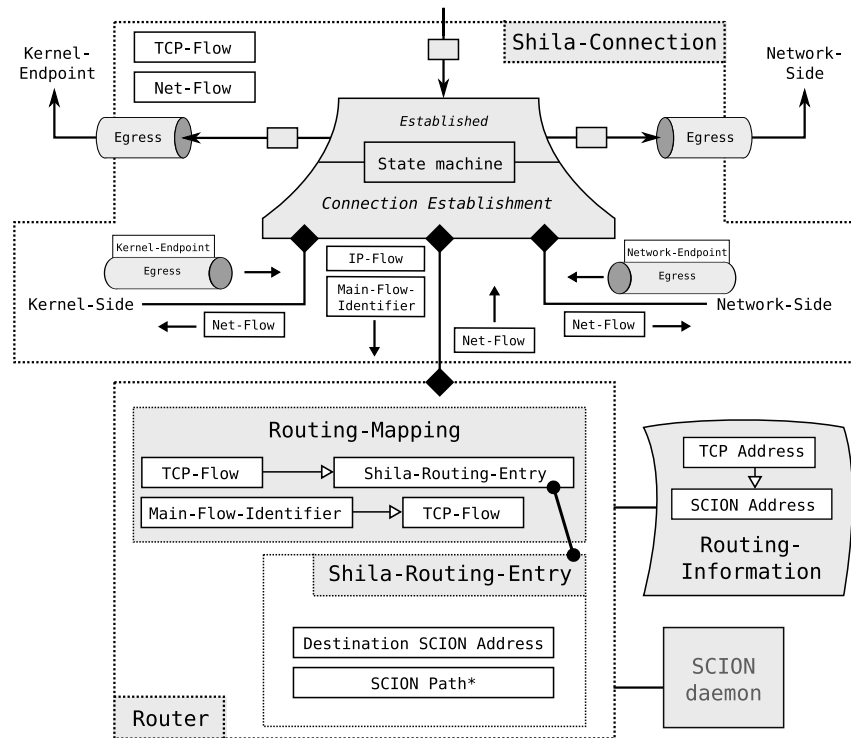 Kernel-
Endpoint
TCP-Flow
Net-Flow
Shila-Connection
Network-
Side
Egress
Established
State machine
Connection Establishment
Egress
Kernel-Endpoint
Egress
Kernel-Side
Net-Flow
IP-Flow
Main-Flow-
Identifier
Net-Flow
Network-Endpoint
Egress
Network-Side
Net-Flow
Routing-Mapping
TCP-Flow
Shila-Routing-Entry
Main-Flow-Identifier
TCP-Flow
Shila-Routing-Entry
Destination SCION Address
SCION Path*
Router
TCP Address
SCION Address
Routing-
Information
SCION
daemon